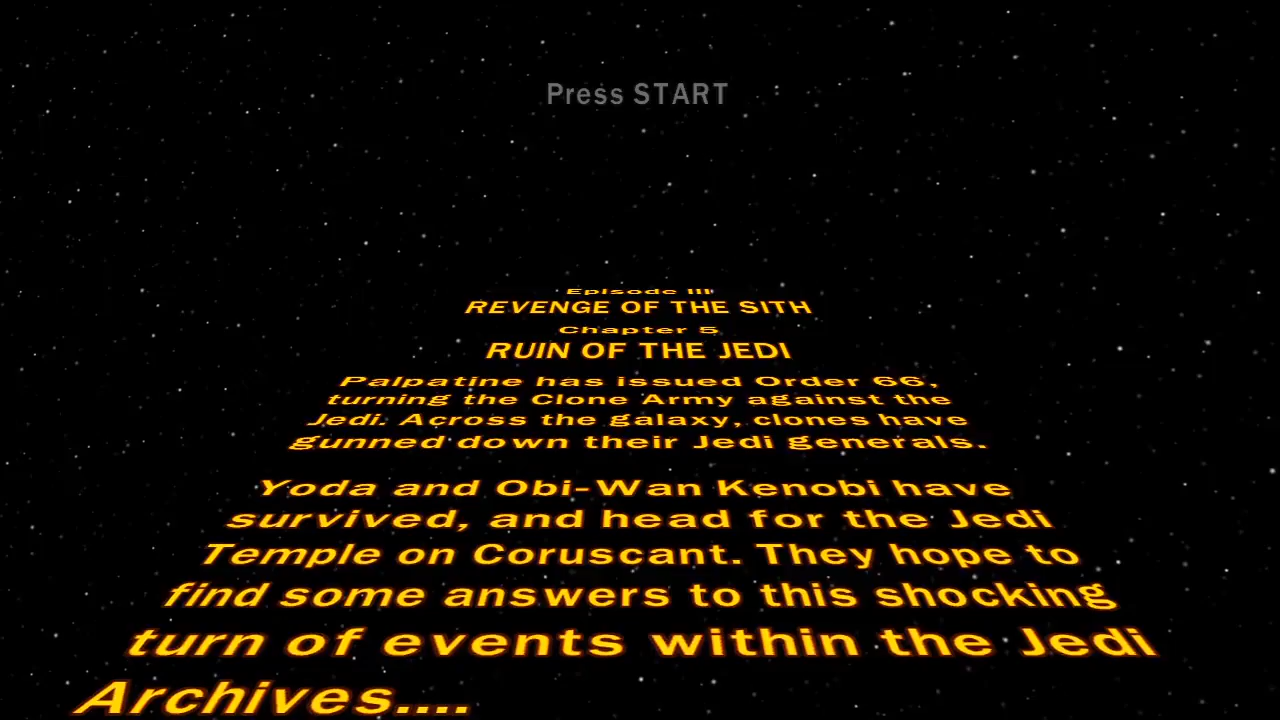 Press START
Episode III
REVENGE OF THE SITH
Chapter 5
RUIN OF THE JEDI
Palpatine has issued Order 66,
turning the Clone Army against the
Jedi. Across the galaxy, clones have
gunned down their Jedi generals.
Yoda and Obi-Wan Kenobi have
survived, and head for the Jedi
Temple on Coruscant. They hope to
find some answers to this shocking
turn of events within the Jedi
Archives....